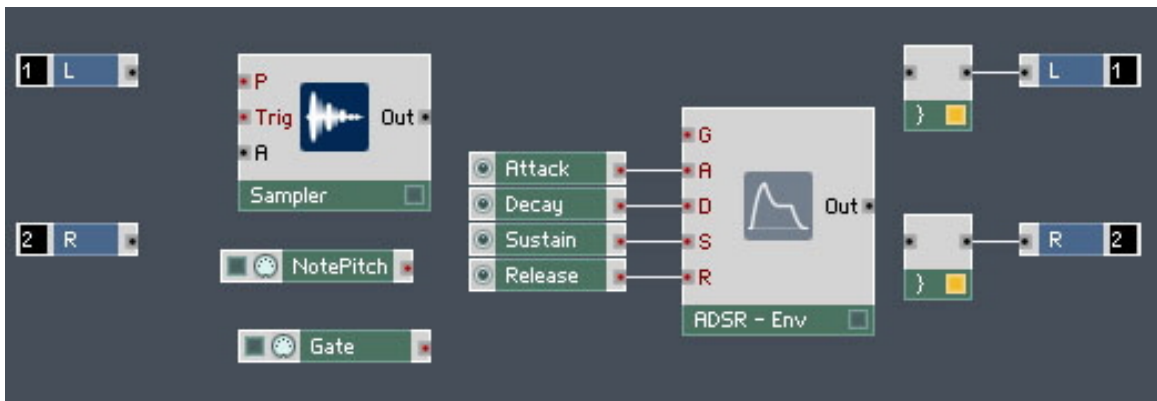 1 L
P
Trig Out
A
Sampler
2 R
NotePitch
Gate
Attack
Decay
Sustain
Release
G
A
D
S
R
Out
ADSR - Env
}
L 1
}
R 2